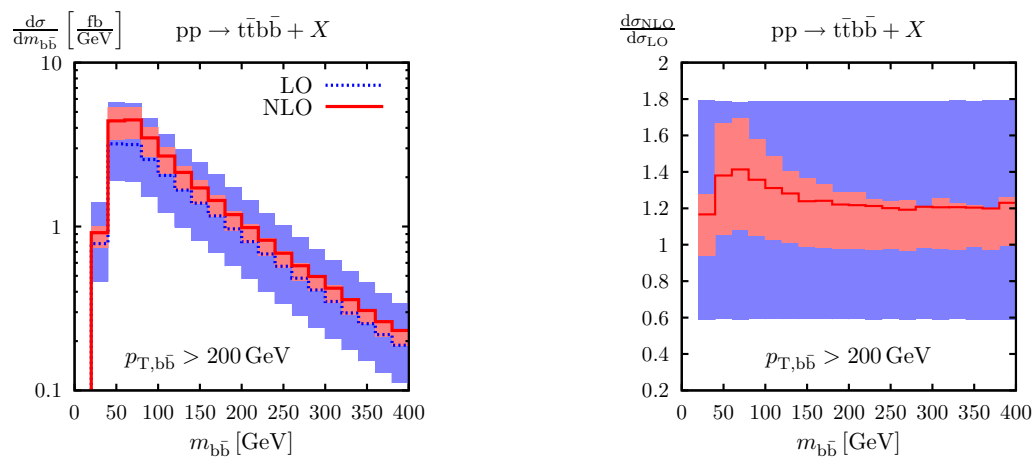 dσ/dm_bb̄ [fb/GeV] pp → tt̄bb̄ + X
10
1
0.1
LO
NLO
p_T,bb̄ > 200 GeV
0 50 100 150 200 250 300 350 400
m_bb̄ [GeV]
dσ_NLO/dσ_LO pp → tt̄bb̄ + X
2
1.8
1.6
1.4
1.2
1
0.8
0.6
0.4
0.2
p_T,bb̄ > 200 GeV
0 50 100 150 200 250 300 350 400
m_bb̄ [GeV]